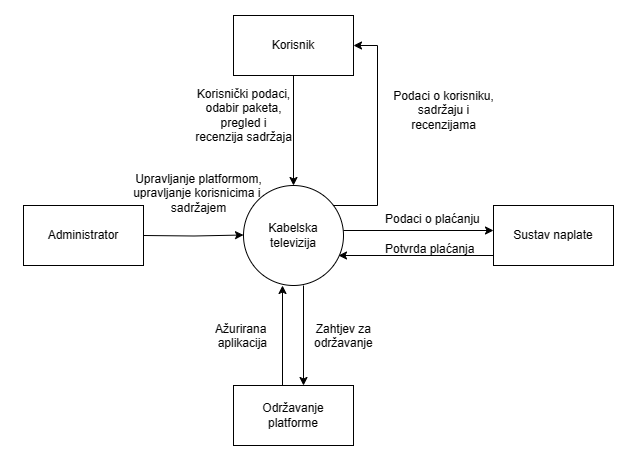 Korisnik
Korisnički podaci,
odabir paketa,
pregled i
recenzija sadržaja
Podaci o korisniku,
sadržaju i
recenzijama
Upravljanje platformom,
upravljanje korisnicima i
sadržajem
Administrator
Kabelska
televizija
Podaci o plaćanju
Potvrda plaćanja
Sustav naplate
Ažurirana
aplikacija
Zahtjev za
održavanje
Održavanje
platforme